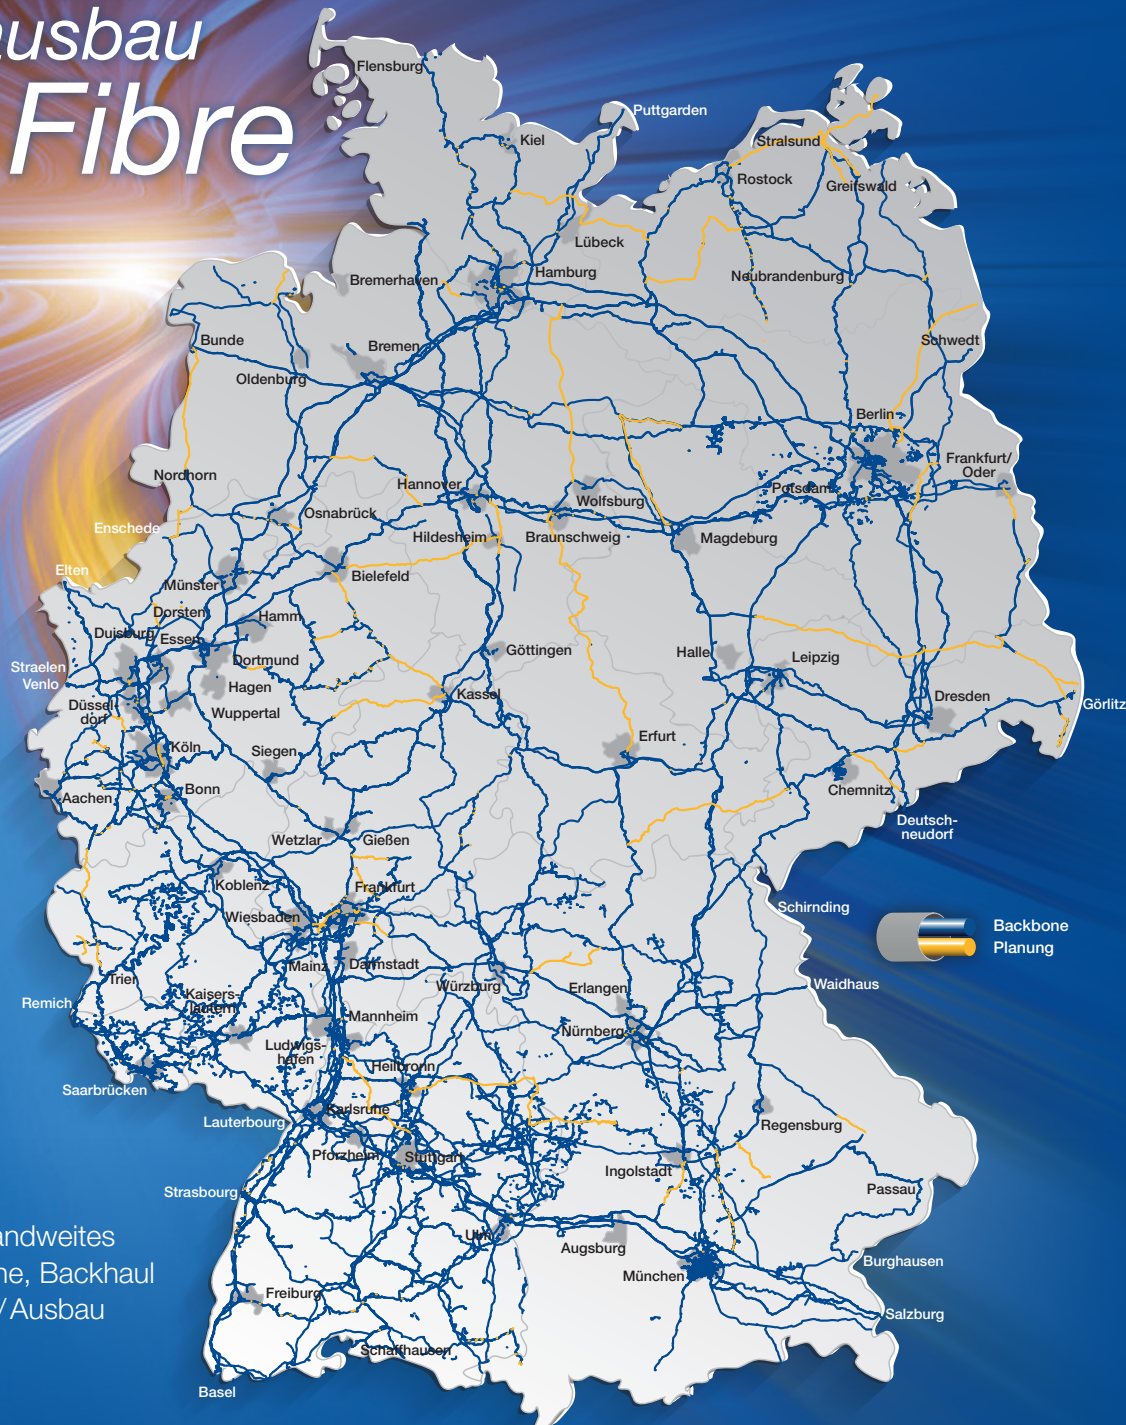 ausbau
Fibre
Flensburg
Puttgarden
Kiel
Stralsund
Rostock
Greifswald
Lübeck
Hamburg
Bremerhaven
Neubrandenburg
Bunde
Bremen
Schwedt
Oldenburg
Berlin
Nordhorn
Hannover
Frankfurt/
Oder
Potsdam
Wolfsburg
Osnabrück
Enschede
Hildesheim
Braunschweig
Magdeburg
Elten
Münster
Bielefeld
Dorsten
Hamm
Duisburg
Essen
Göttingen
Halle
Leipzig
Straelen
Venlo
Dortmund
Hagen
Kassel
Dresden
Düssel-
dorf
Wuppertal
Görlitz
Köln
Siegen
Erfurt
Aachen
Bonn
Chemnitz
Deutsch-
neudorf
Wetzlar
Gießen
Koblenz
Frankfurt
Wiesbaden
Schirnding
Backbone
Planung
Mainz
Darmstadt
Trier
Würzburg
Erlangen
Waidhaus
Remich
Kaisers-
lautern
Mannheim
Nürnberg
Ludwigs-
hafen
Heilbronn
Saarbrücken
Lauterbourg
Karlsruhe
Regensburg
Pforzheim
Stuttgart
Ingolstadt
Strasbourg
Passau
andweites
Ulm
Augsburg
ne, Backhaul
Burghausen
München
/Ausbau
Freiburg
Salzburg
Schaffhausen
Basel